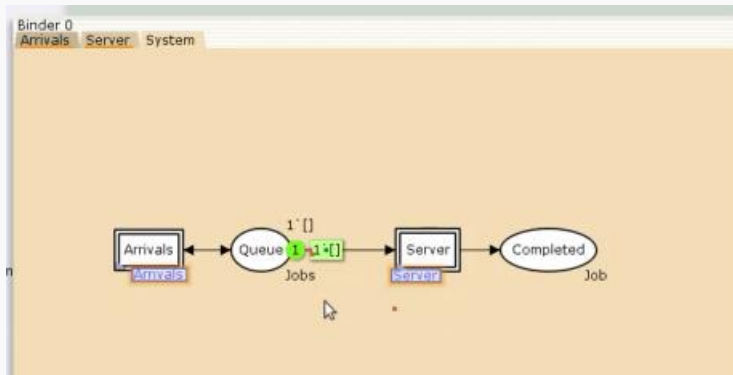 Binder 0
Arrivals Server System
1`[]
Arrivals Queue 1 1`[] Server Completed
Arrivals Jobs Server Job